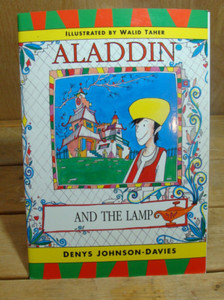 ILLUSTRATED BY WALID TAHER
ALADDIN
AND THE LAMP
DENYS JOHNSON-DAVIES